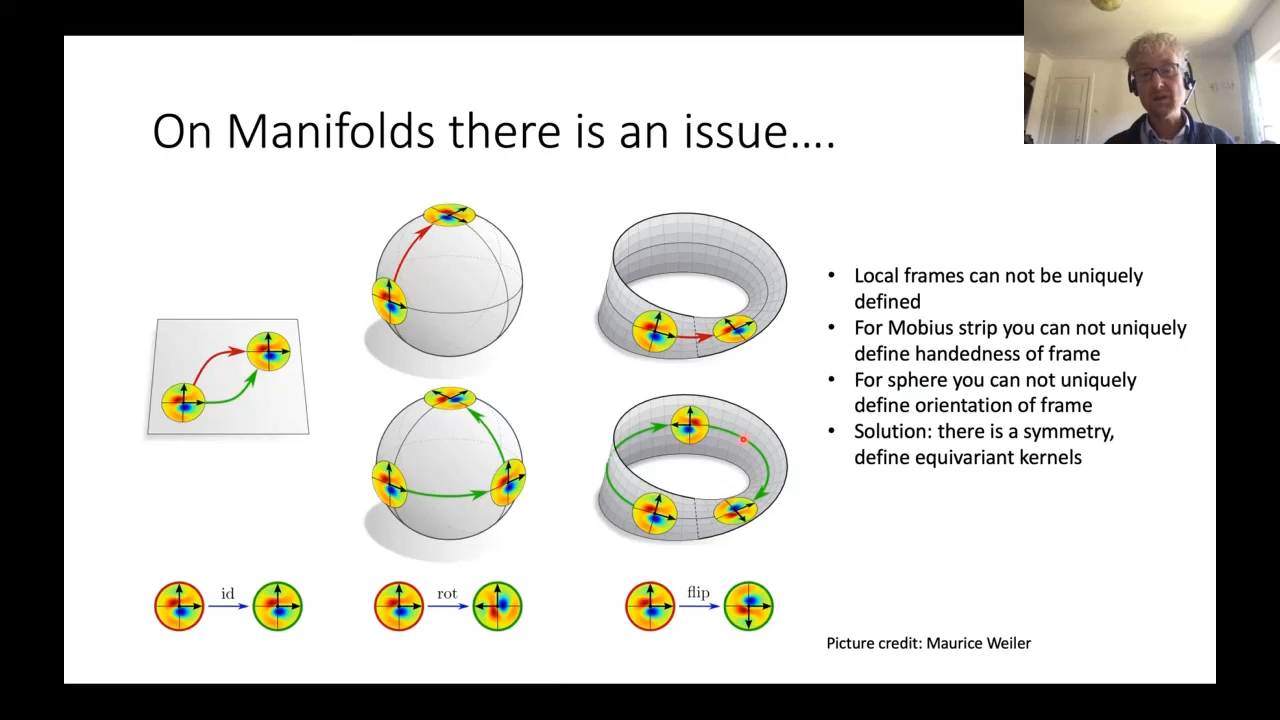 On Manifolds there is an issue....
• Local frames can not be uniquely
defined
• For Mobius strip you can not uniquely
define handedness of frame
• For sphere you can not uniquely
define orientation of frame
• Solution: there is a symmetry,
define equivariant kernels
id
rot
flip
Picture credit: Maurice Weiler